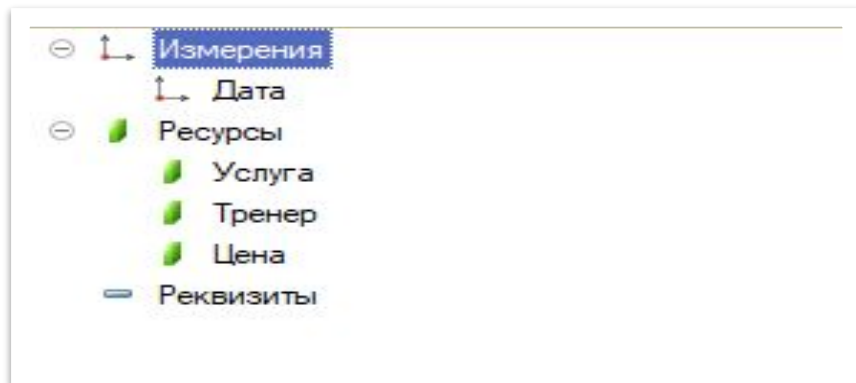 Измерения
Дата
Ресурсы
Услуга
Тренер
Цена
Реквизиты